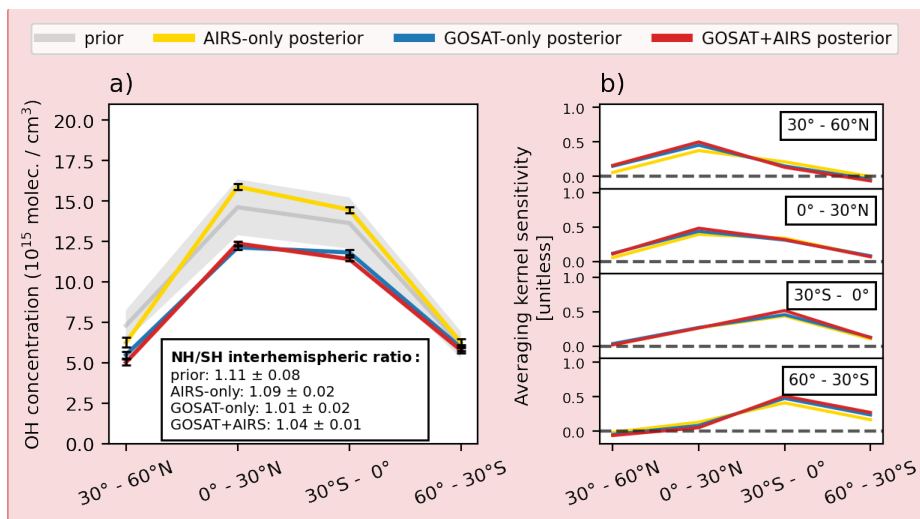 prior AIRS-only posterior GOSAT-only posterior GOSAT+AIRS posterior
a)
OH concentration (10¹⁵ molec. / cm³)
20.0
17.5
15.0
12.5
10.0
7.5
5.0
2.5
0.0
NH/SH interhemispheric ratio:
prior: 1.11 ± 0.08
AIRS-only: 1.09 ± 0.02
GOSAT-only: 1.01 ± 0.02
GOSAT+AIRS: 1.04 ± 0.01
30° - 60°N
0° - 30°N
30°S - 0°
60° - 30°S
b)
Averaging kernel sensitivity
[unitless]
1.0
0.5
0.0
30° - 60°N
1.0
0.5
0.0
0° - 30°N
1.0
0.5
0.0
30°S - 0°
1.0
0.5
0.0
60° - 30°S
30° - 60°N
0° - 30°N
30°S - 0°
60° - 30°S